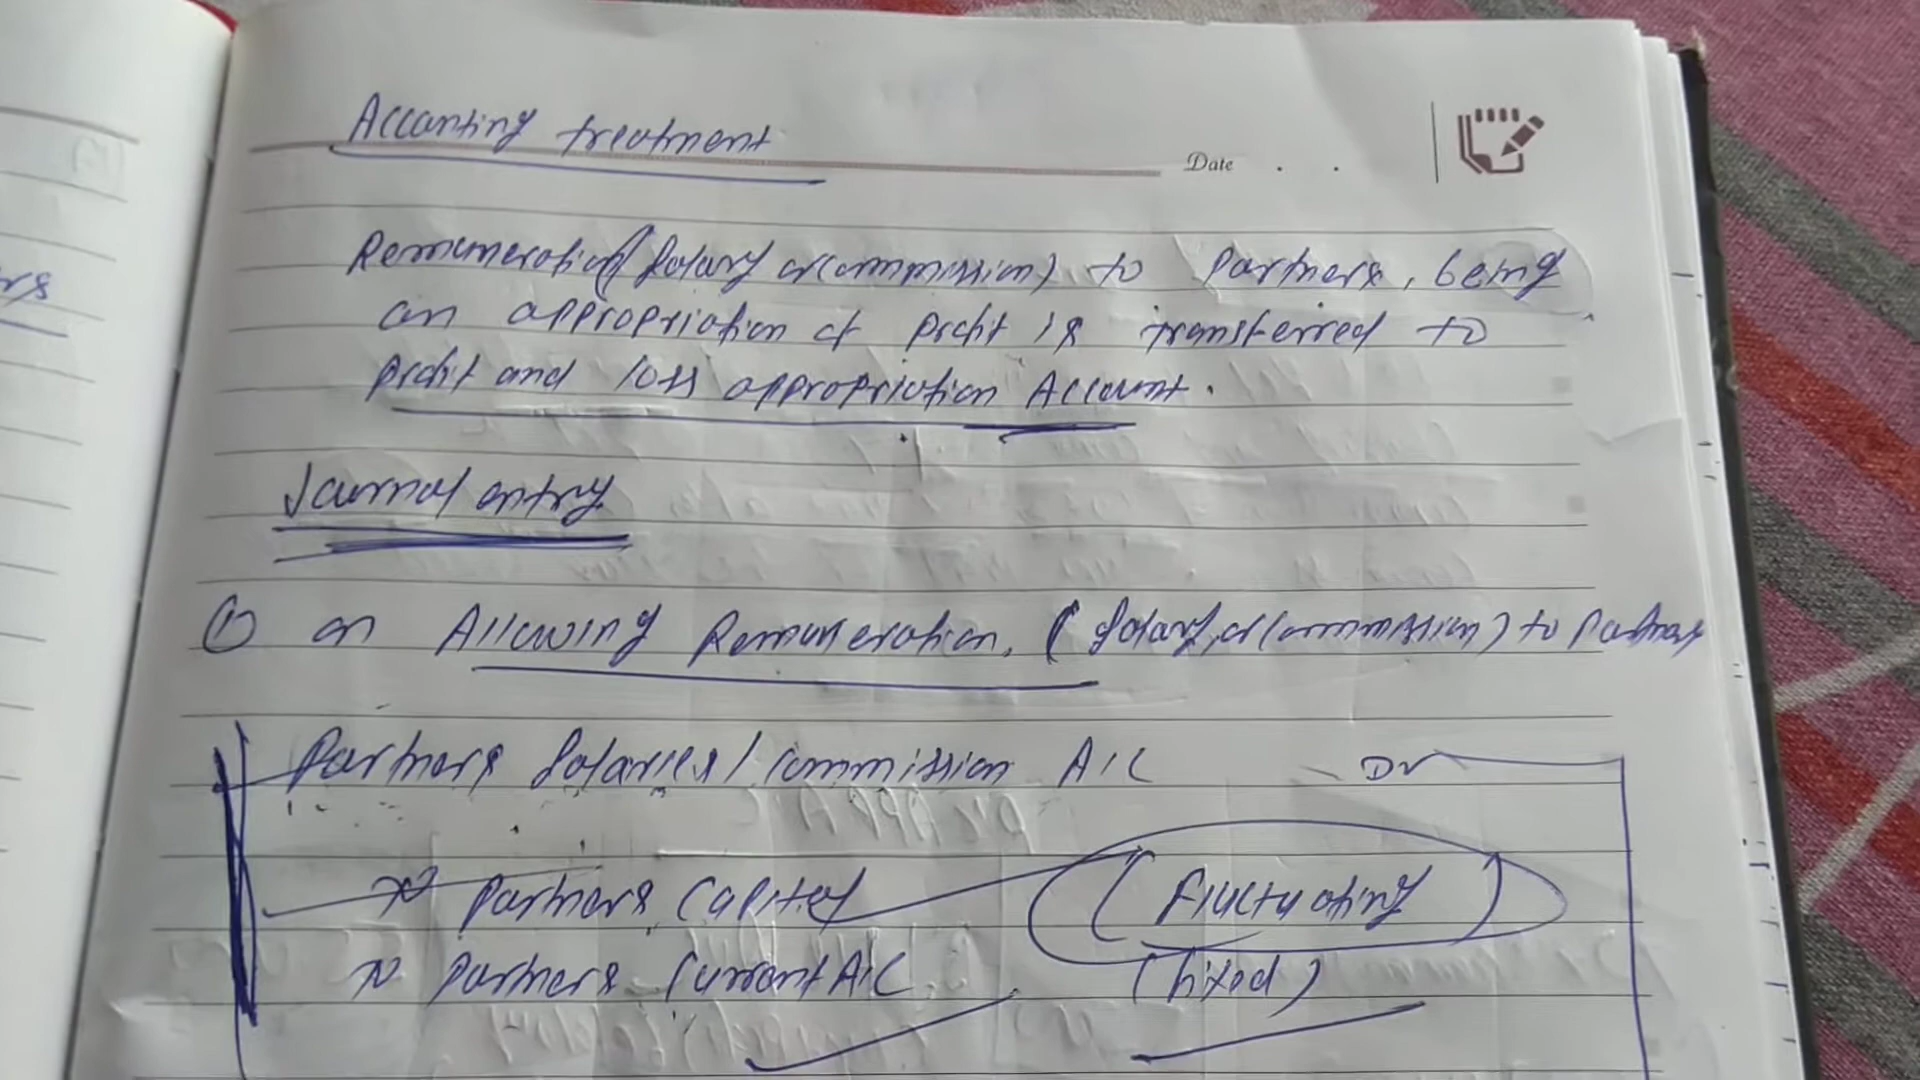 Accounting treatment
Date . .
Remuneration (salary or commission) to Partners, being
an appropriation of profit is transferred to
profit and loss appropriation Account.
rs
Journal entry
① on Allowing Remuneration, (salary, or commission) to Partners
Partners Salaries / commission A/C Dr
To Partners Capital (Fluctuating)
To Partners Current A/C (fixed)